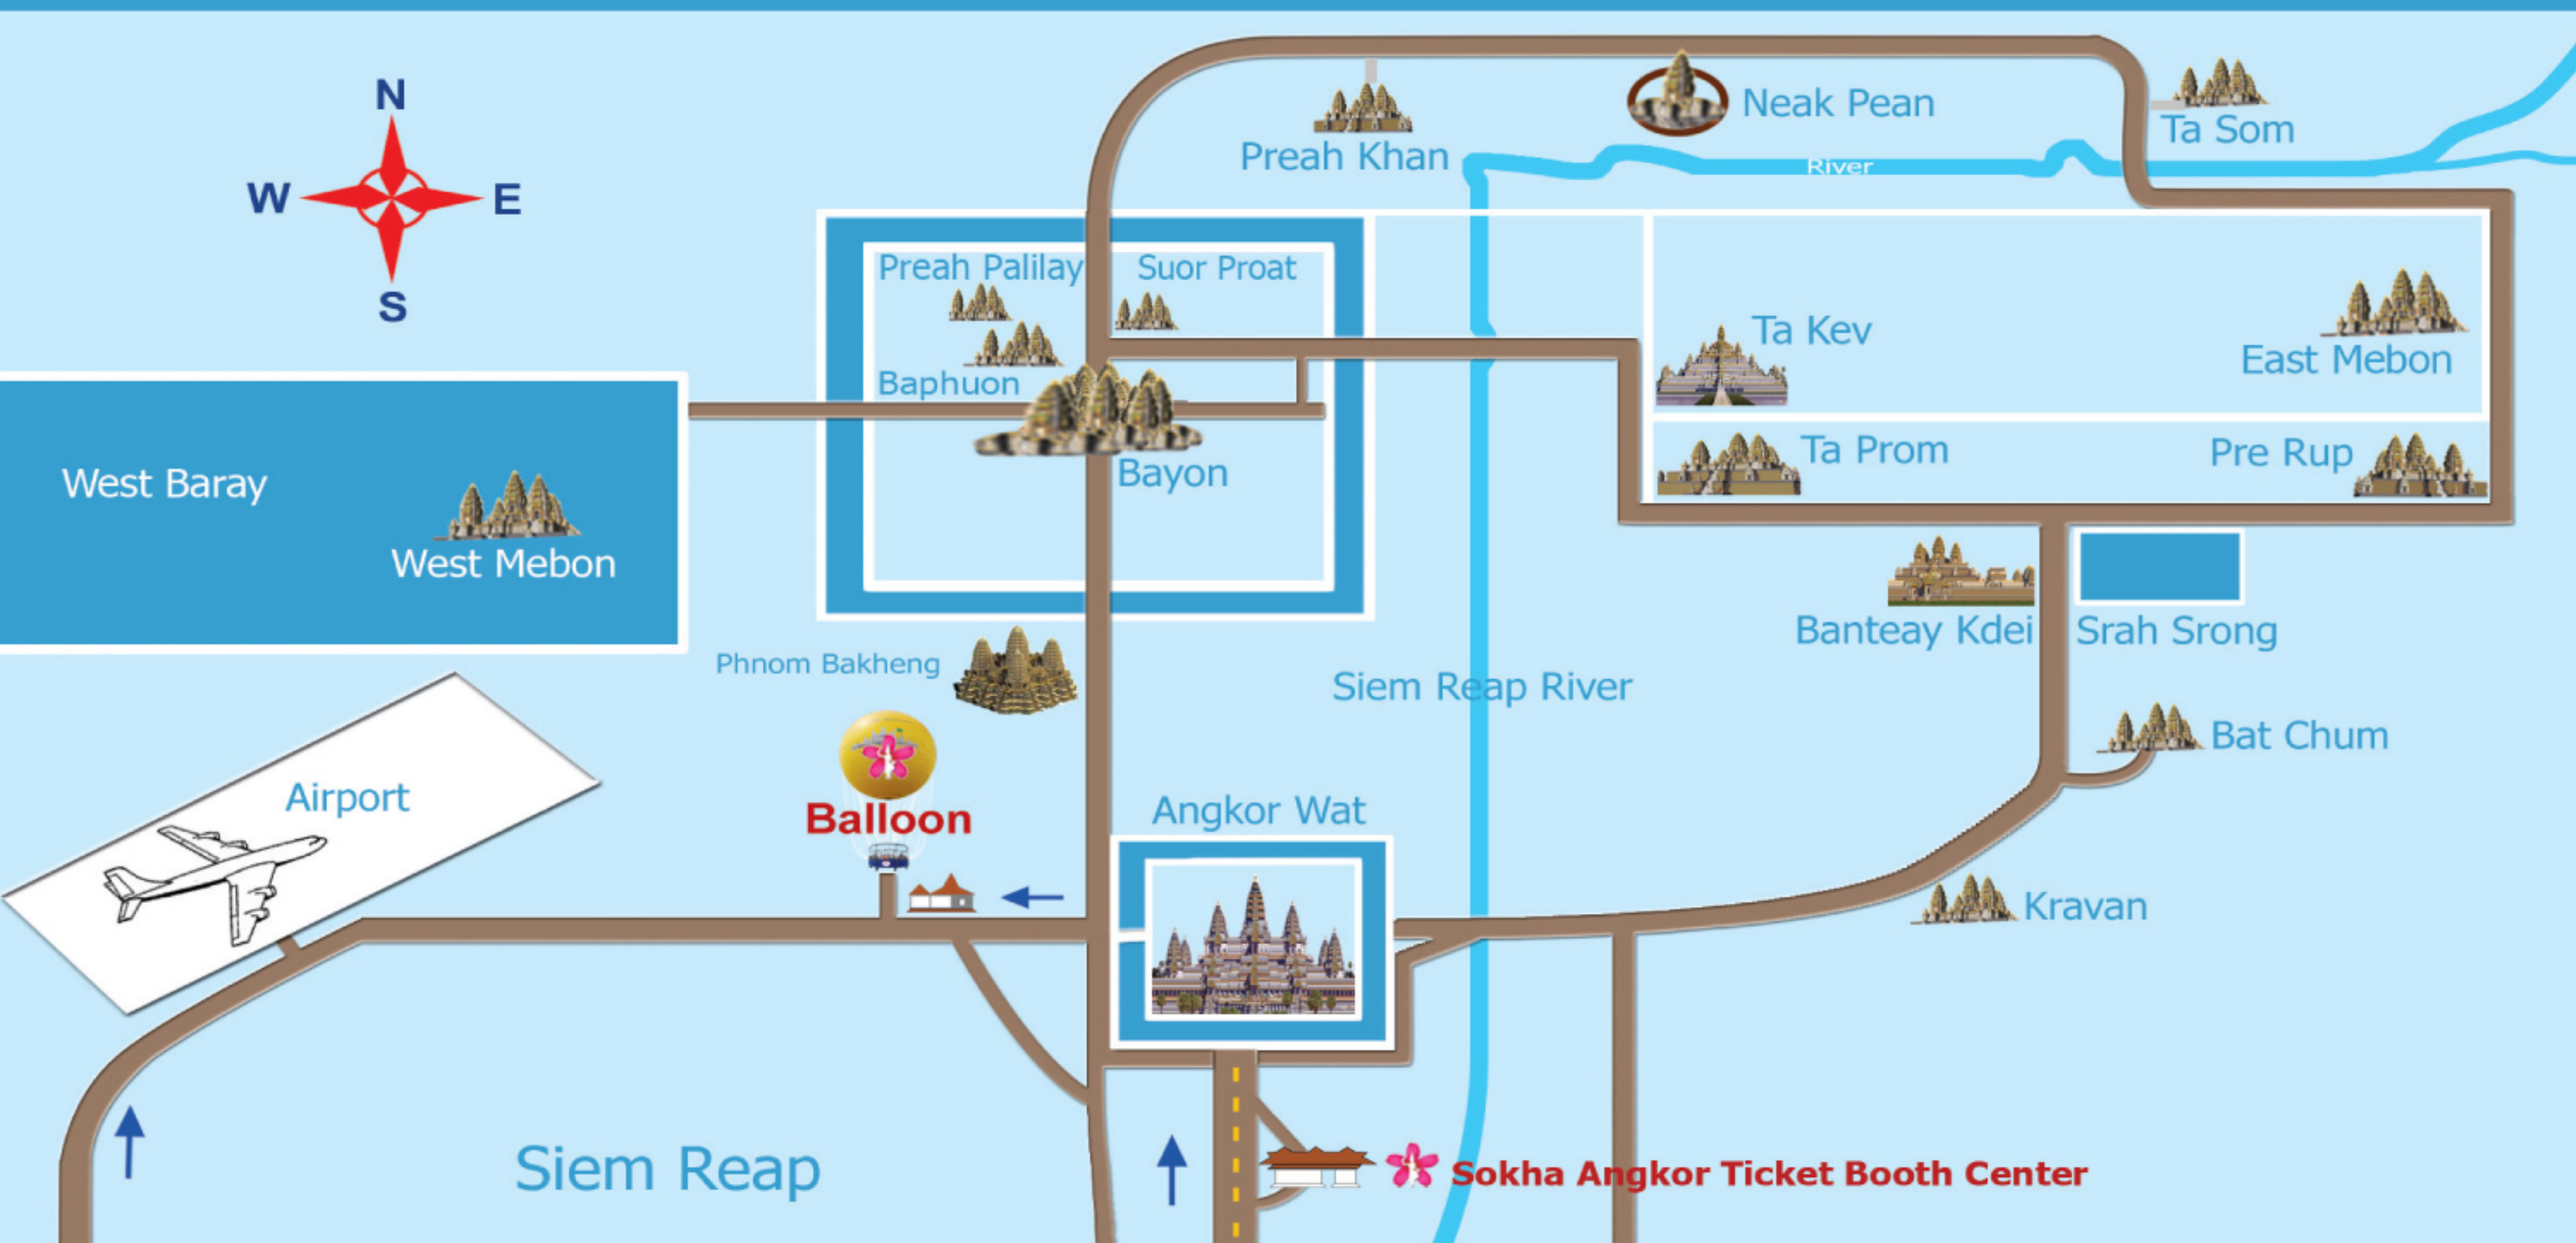 N
W E
S
Preah Khan
Neak Pean
Ta Som
River
Preah Palilay
Suor Proat
Baphuon
Bayon
Ta Kev
East Mebon
Ta Prom
Pre Rup
West Baray
West Mebon
Banteay Kdei
Srah Srong
Phnom Bakheng
Siem Reap River
Bat Chum
Airport
Balloon
Angkor Wat
Kravan
Siem Reap
Sokha Angkor Ticket Booth Center